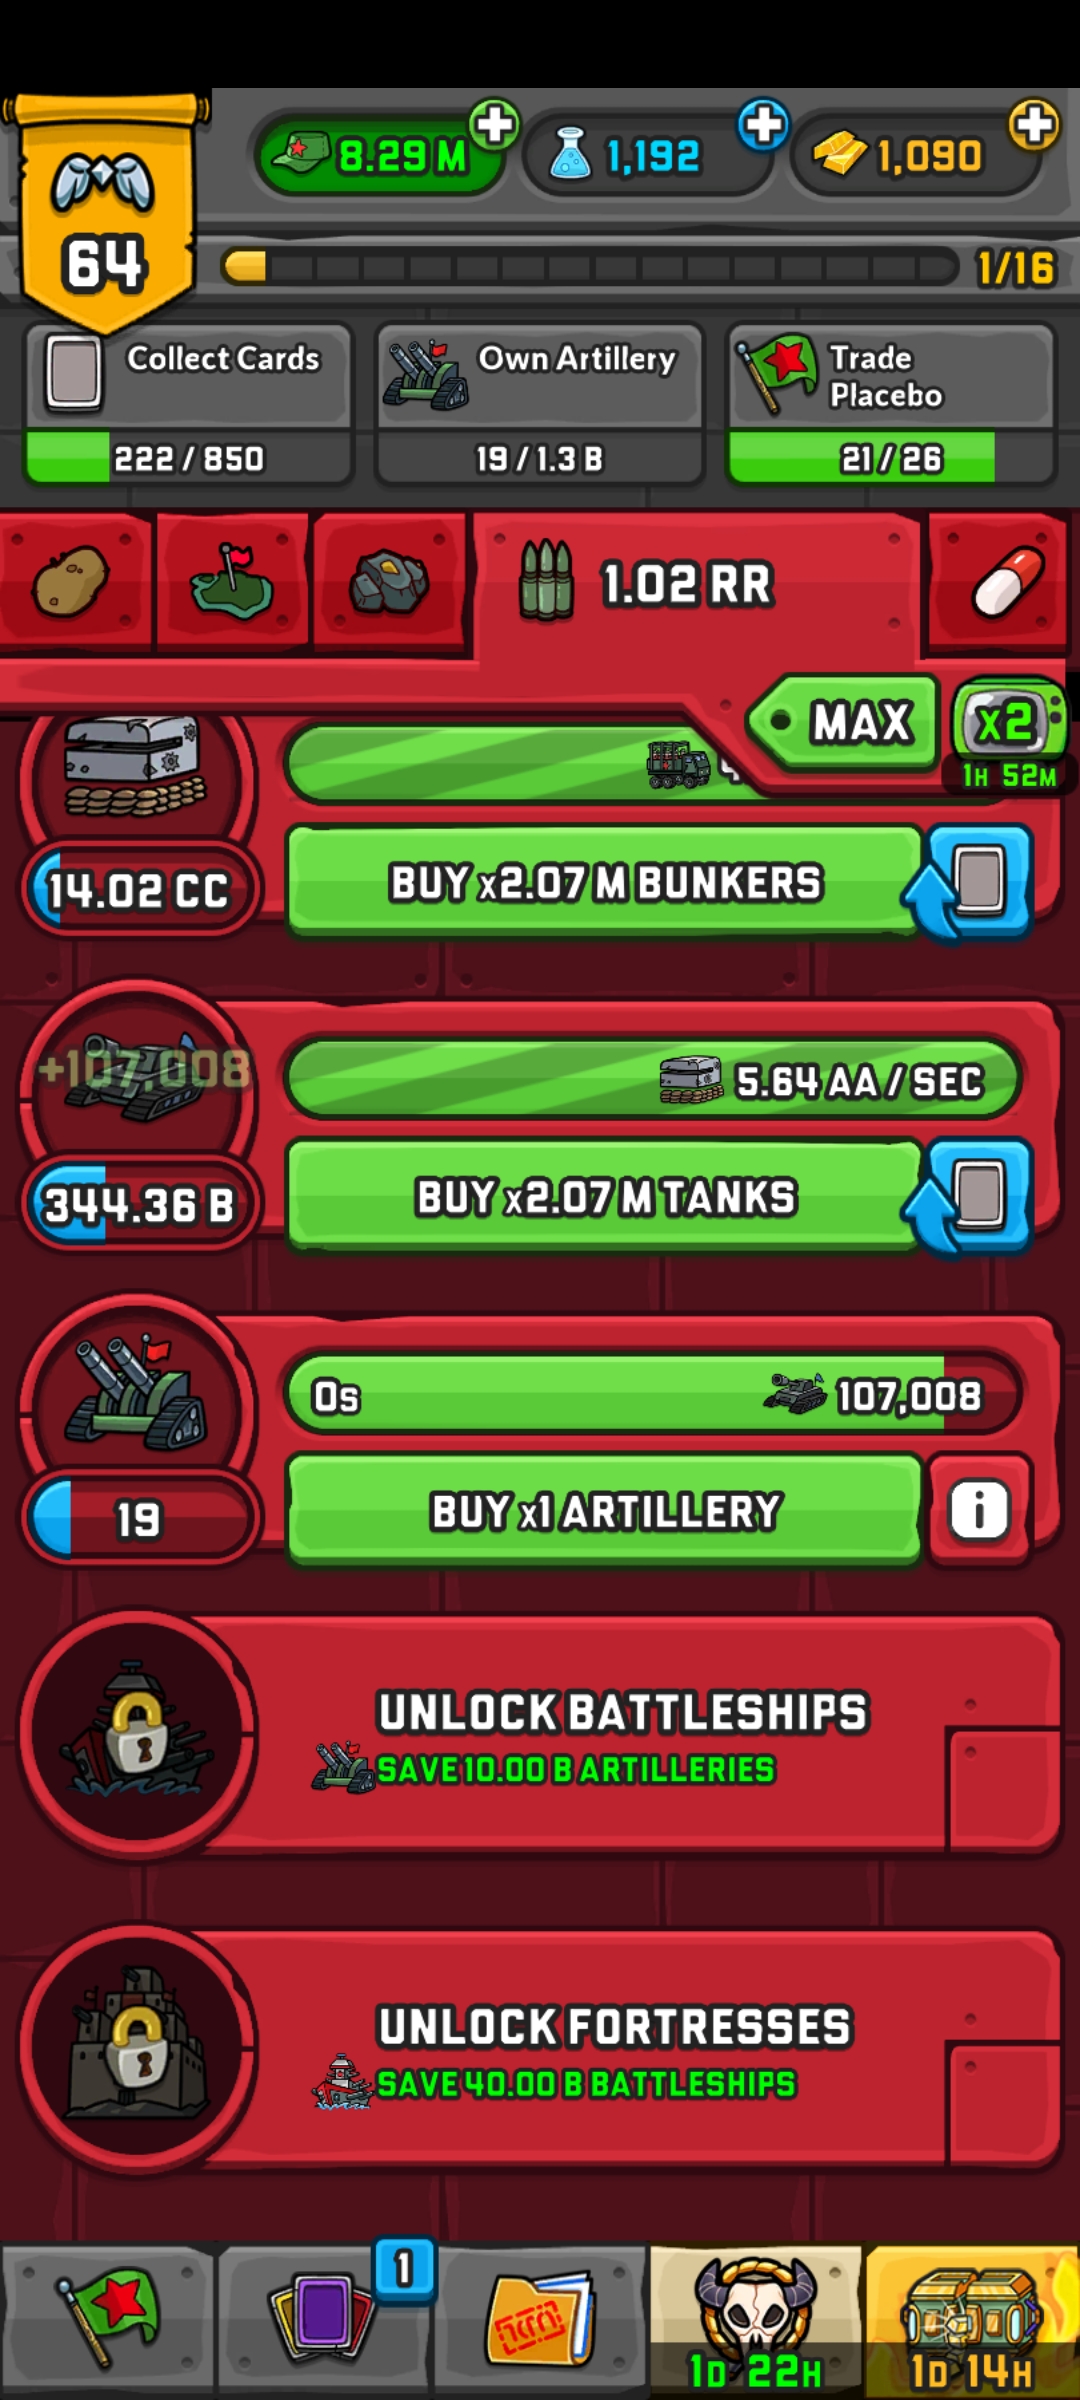 8.29 M
1,192
1,090
64
1/16
Collect Cards
222 / 850
Own Artillery
19 / 1.3 B
Trade
Placebo
21 / 26
1.02 RR
MAX
x2
1H 52M
14.02 CC
BUY x2.07 M BUNKERS
+107,008
5.64 AA / SEC
344.36 B
BUY x2.07 M TANKS
0s
107,008
19
BUY x1 ARTILLERY
i
UNLOCK BATTLESHIPS
SAVE 10.00 B ARTILLERIES
UNLOCK FORTRESSES
SAVE 40.00 B BATTLESHIPS
1
1D 22H
1D 14H